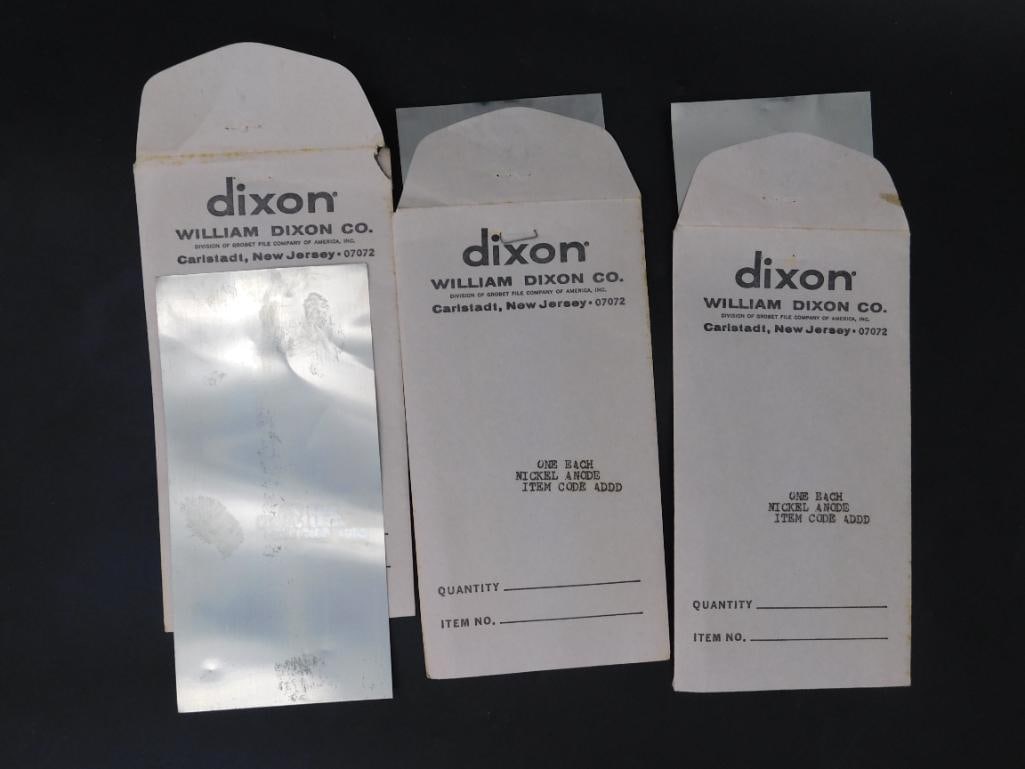 dixon
WILLIAM DIXON CO.
DIVISION OF GROBET FILE COMPANY OF AMERICA, INC.
Carlstadt, New Jersey • 07072
dixon
WILLIAM DIXON CO.
DIVISION OF GROBET FILE COMPANY OF AMERICA, INC.
Carlstadt, New Jersey • 07072
ONE EACH
NICKEL ANODE
ITEM CODE ADDD
QUANTITY
ITEM NO.
dixon
WILLIAM DIXON CO.
DIVISION OF GROBET FILE COMPANY OF AMERICA, INC.
Carlstadt, New Jersey • 07072
ONE EACH
NICKEL ANODE
ITEM CODE ADDD
QUANTITY
ITEM NO.